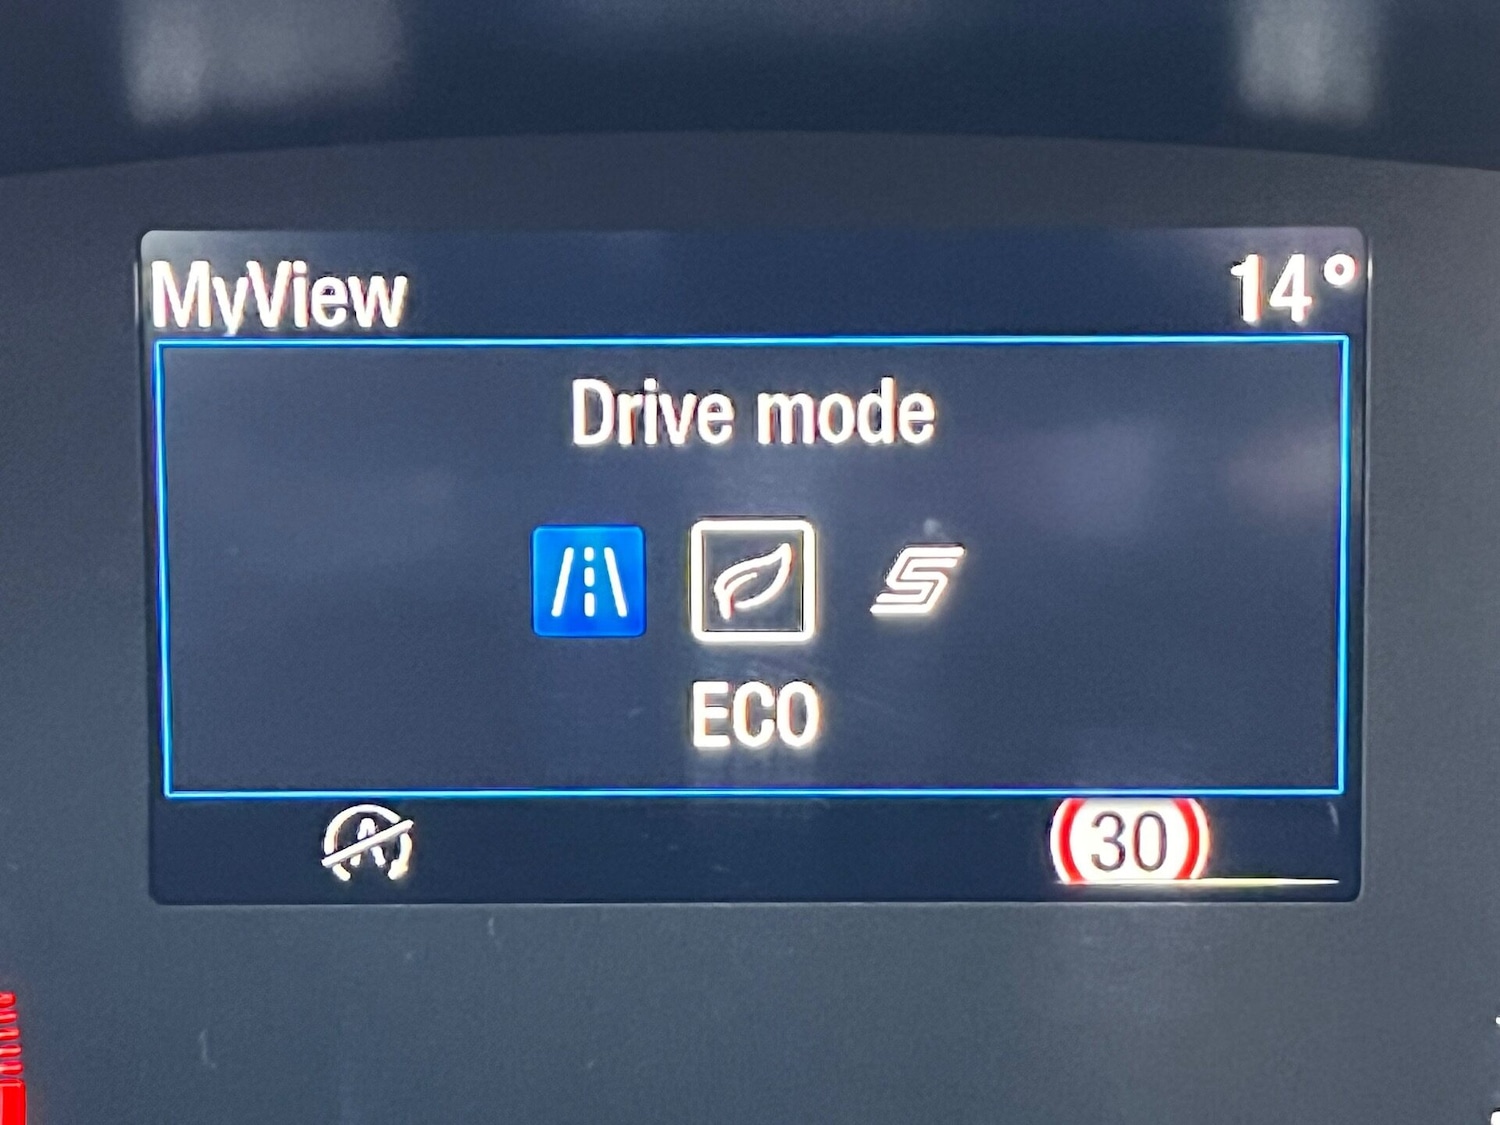 MyView 14°
Drive mode
S
ECO
A 30